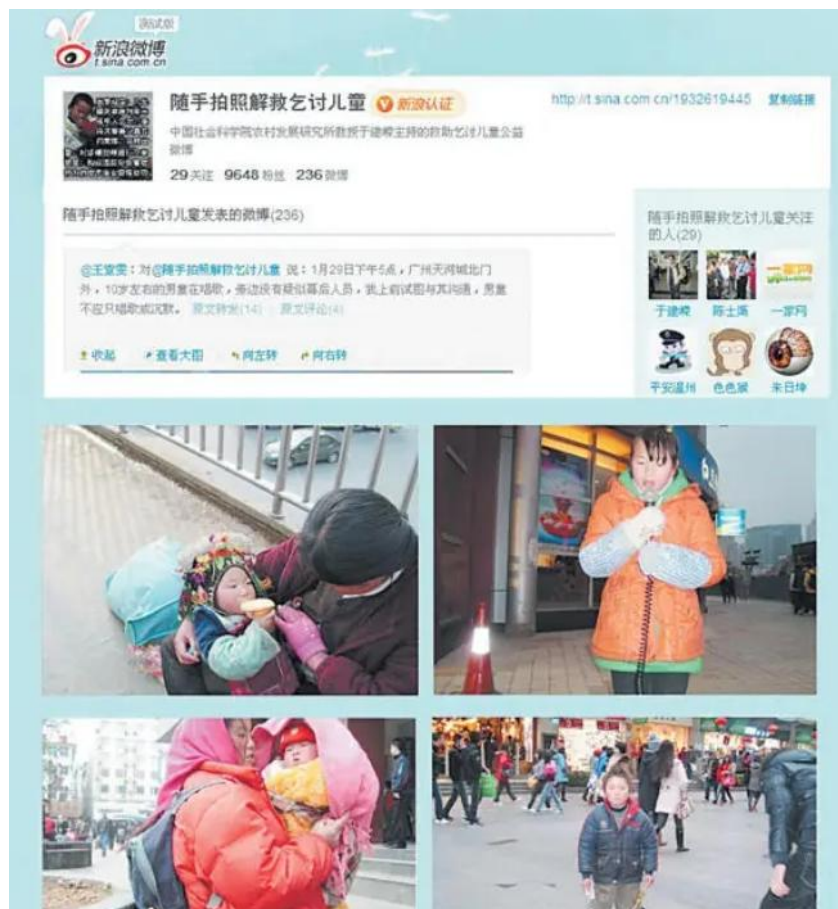 测试版
新浪微博
t.sina.com.cn
随手拍照解救乞讨儿童 新浪认证
http://t.sina.com.cn/1932619445 复制链接
中国社会科学院农村发展研究所教授于建嵘主持的救助乞讨儿童公益
微博
29关注 9648粉丝 236微博
随手拍照解救乞讨儿童发表的微博(236)
@王宜雯：对@随手拍照解救乞讨儿童 说：1月29日下午5点，广州天河城北门
外，10岁左右的男童在唱歌，旁边没有疑似幕后人员，我上前试图与其沟通，男童
不应只唱歌或沉默。 原文转发(14) 原文评论(4)
收起 查看大图 向左转 向右转
随手拍照解救乞讨儿童关注
的人(29)
于建嵘 陈士渠 一家网
平安温州 色色猴 朱日坤